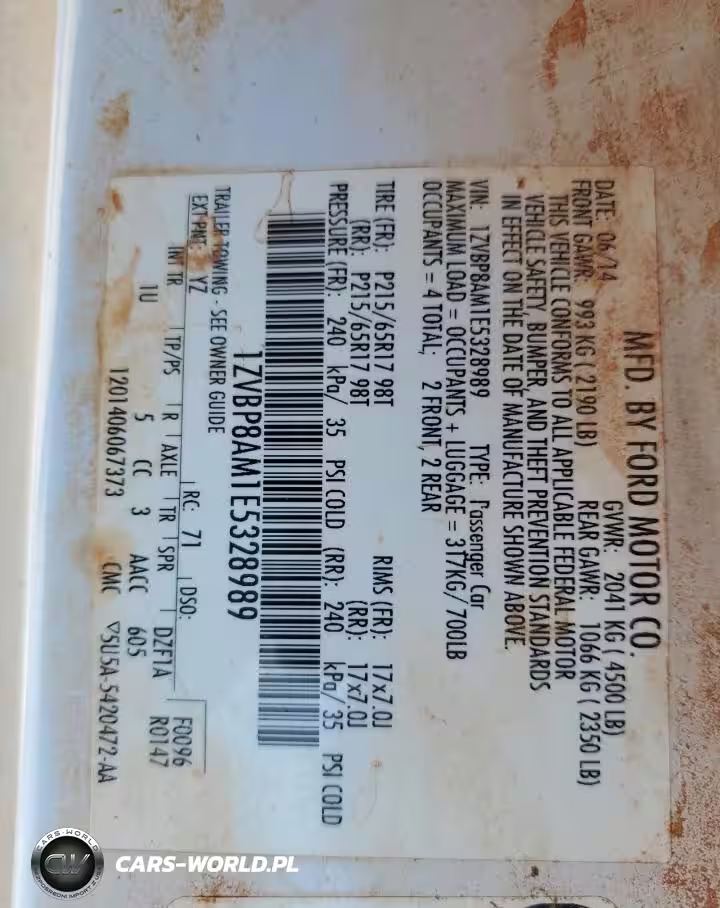 MFD. BY FORD MOTOR CO.
DATE: 06/14 GVWR: 2041 KG ( 4500 LB)
FRONT GAWR: 993 KG ( 2190 LB) REAR GAWR: 1066 KG ( 2350 LB)
THIS VEHICLE CONFORMS TO ALL APPLICABLE FEDERAL MOTOR
VEHICLE SAFETY, BUMPER, AND THEFT PREVENTION STANDARDS
IN EFFECT ON THE DATE OF MANUFACTURE SHOWN ABOVE.
VIN: 1ZVBP8AM1E5328989 TYPE: Passenger Car
MAXIMUM LOAD = OCCUPANTS + LUGGAGE = 317KG/ 700LB
OCCUPANTS = 4 TOTAL; 2 FRONT, 2 REAR
TIRE (FR): P215/65R17 98T RIMS (FR): 17x7.0J
(RR): P215/65R17 98T (RR): 17x7.0J
PRESSURE (FR): 240 kPa/ 35 PSI COLD (RR): 240 kPa/ 35 PSI COLD
1ZVBP8AM1E5328989
TRAILER TOWING - SEE OWNER GUIDE
EXT PNT: YZ RC: 71 DSO: F0096
INT TR TP/PS R AXLE TR SPR DZF1A R0147
1U 5 CC 3 AACC 605
1201406067373 CMC ▽5U5A-5420472-AA
CARS-WORLD
CW
CARS-WORLD.PL